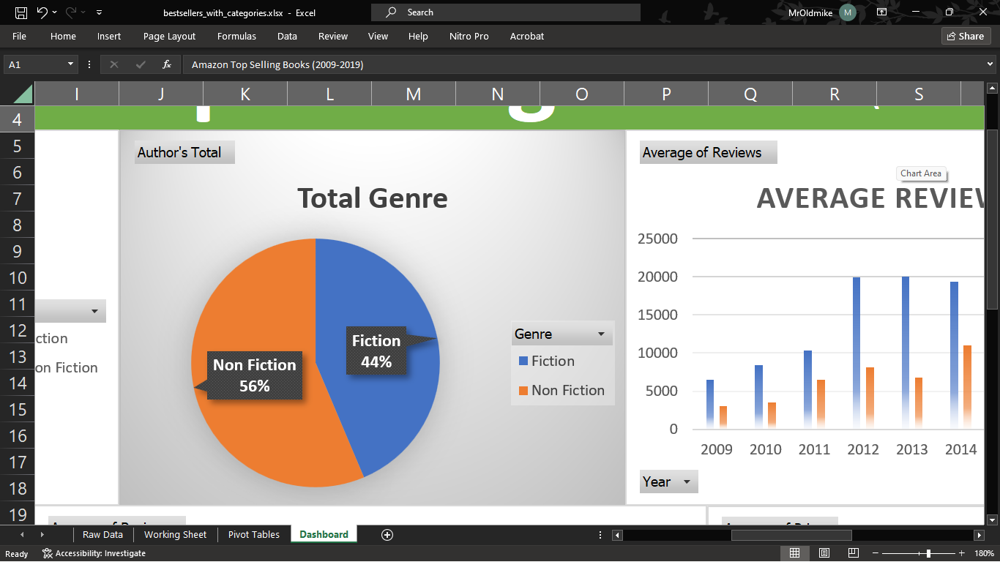 bestsellers_with_categories.xlsx - Excel
Search
MrOldmike
M
File Home Insert Page Layout Formulas Data Review View Help Nitro Pro Acrobat
Share
A1
fx
Amazon Top Selling Books (2009-2019)
I J K L M N O P Q R S
4
5
6
7
8
9
10
11
12
13
14
15
16
17
18
19
ction
on Fiction
Author's Total
Total Genre
Fiction
44%
Non Fiction
56%
Genre
Fiction
Non Fiction
Average of Reviews
Chart Area
AVERAGE REVIEW
25000
20000
15000
10000
5000
0
2009 2010 2011 2012 2013 2014
Year
Raw Data Working Sheet Pivot Tables Dashboard
Ready
Accessibility: Investigate
180%